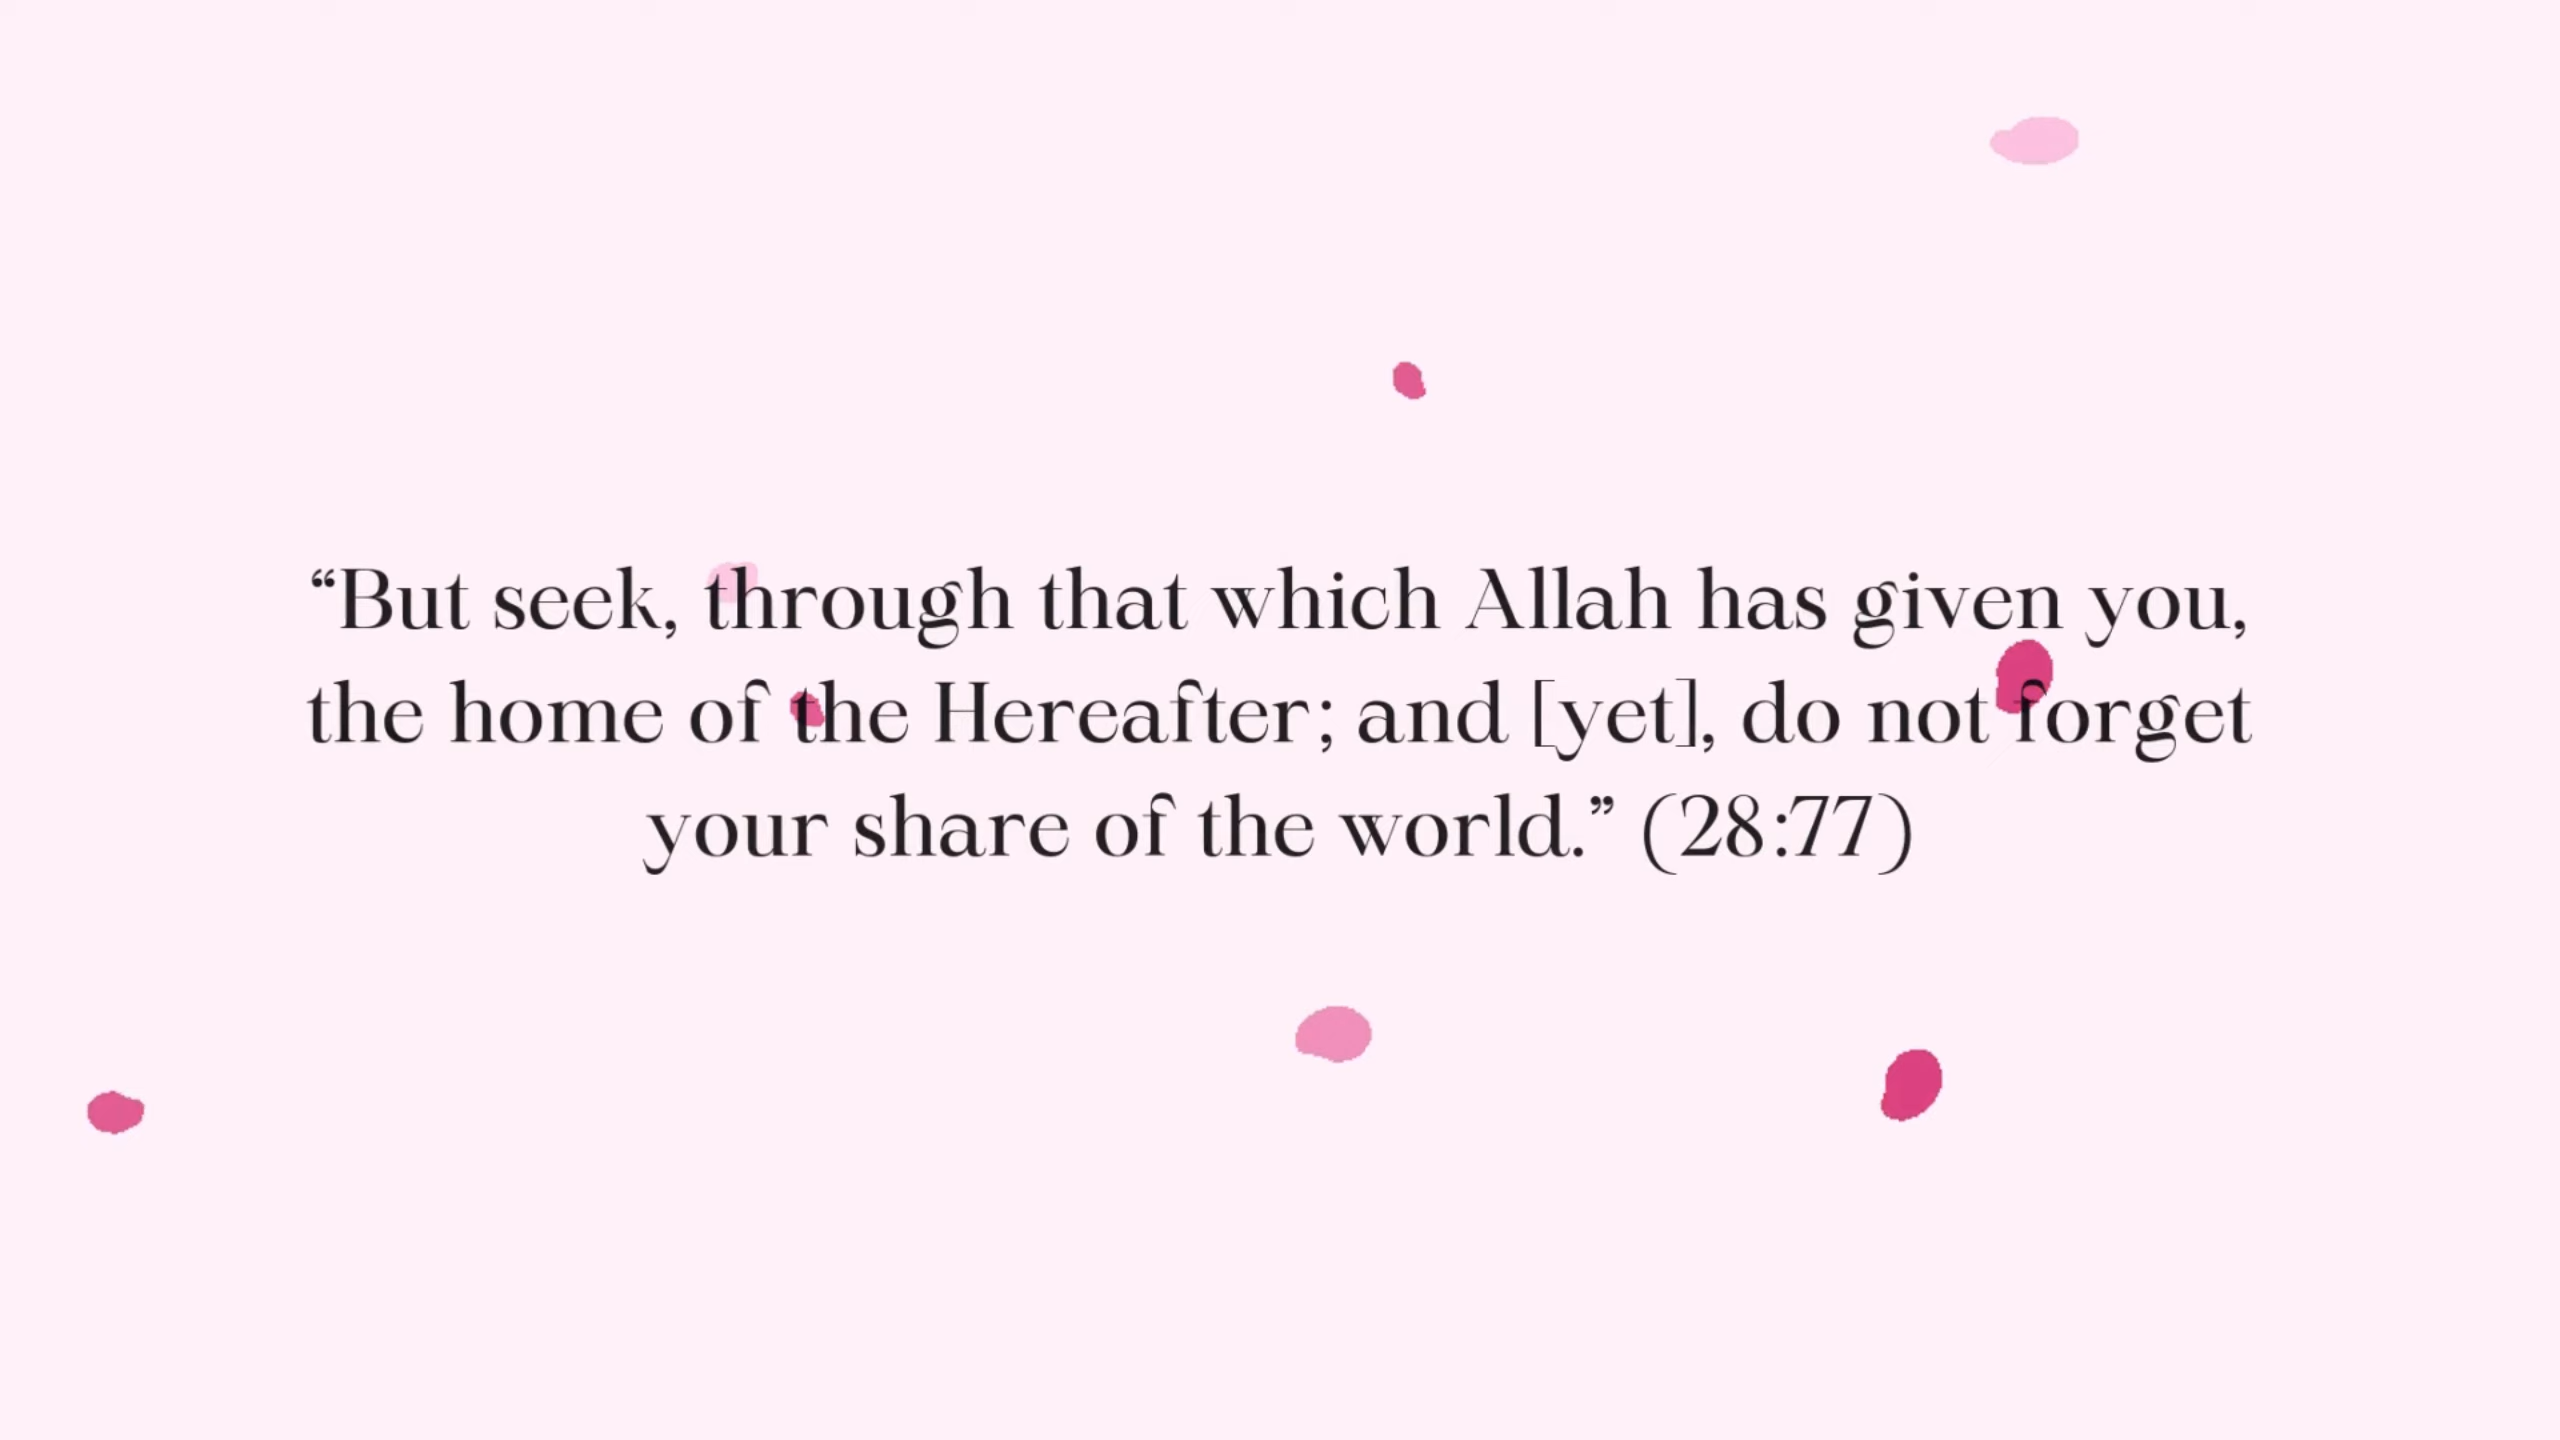 “But seek, through that which Allah has given you,
the home of the Hereafter; and [yet], do not forget
your share of the world.” (28:77)